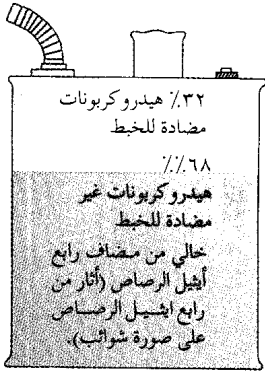 ٣٢٪ هيدروكربونات
مضادة للخبط
٦٨٪٪
هيدروكربونات غير
مضادة للخبط
خالي من مضاف رابع
أيثيل الرصاص (أثار من
رابع ايثيل الرصاص
على صورة شوائب).